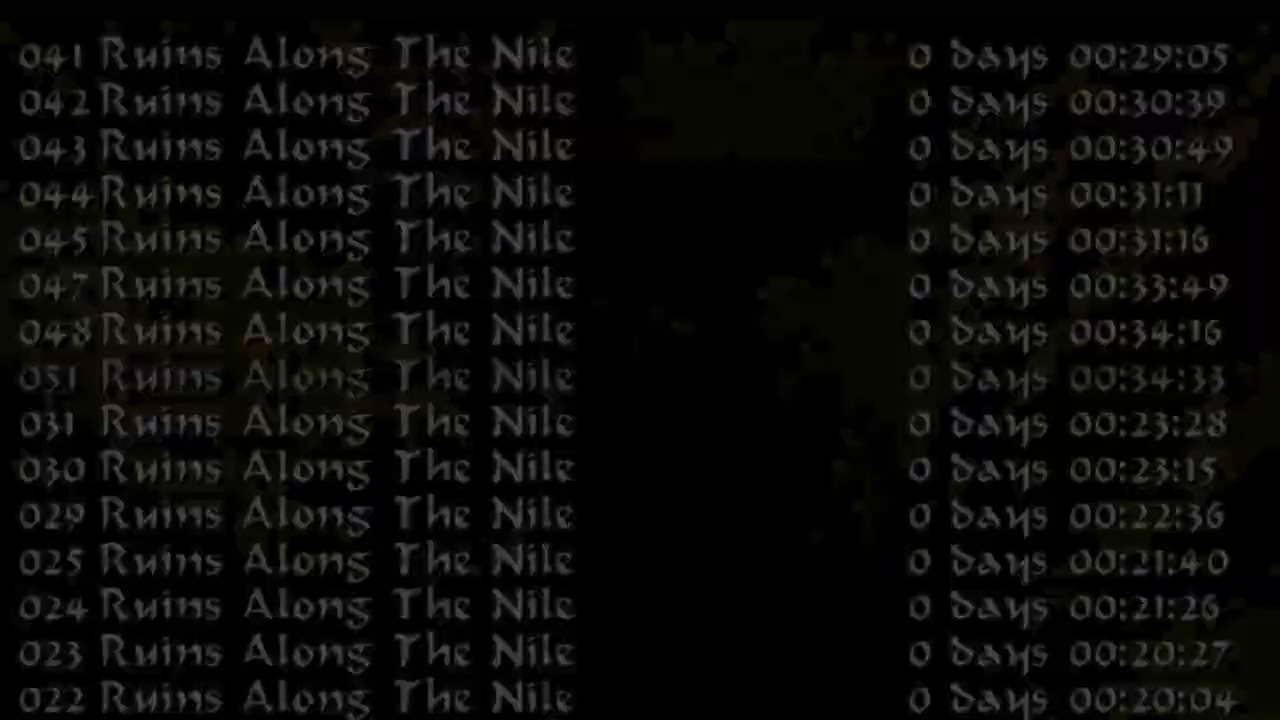 041 Ruins Along The Nile 0 days 00:29:05
042 Ruins Along The Nile 0 days 00:30:39
043 Ruins Along The Nile 0 days 00:30:49
044 Ruins Along The Nile 0 days 00:31:11
045 Ruins Along The Nile 0 days 00:31:16
047 Ruins Along The Nile 0 days 00:33:49
048 Ruins Along The Nile 0 days 00:34:16
051 Ruins Along The Nile 0 days 00:34:33
031 Ruins Along The Nile 0 days 00:23:28
030 Ruins Along The Nile 0 days 00:23:15
029 Ruins Along The Nile 0 days 00:22:36
025 Ruins Along The Nile 0 days 00:21:40
024 Ruins Along The Nile 0 days 00:21:26
023 Ruins Along The Nile 0 days 00:20:27
022 Ruins Along The Nile 0 days 00:20:04